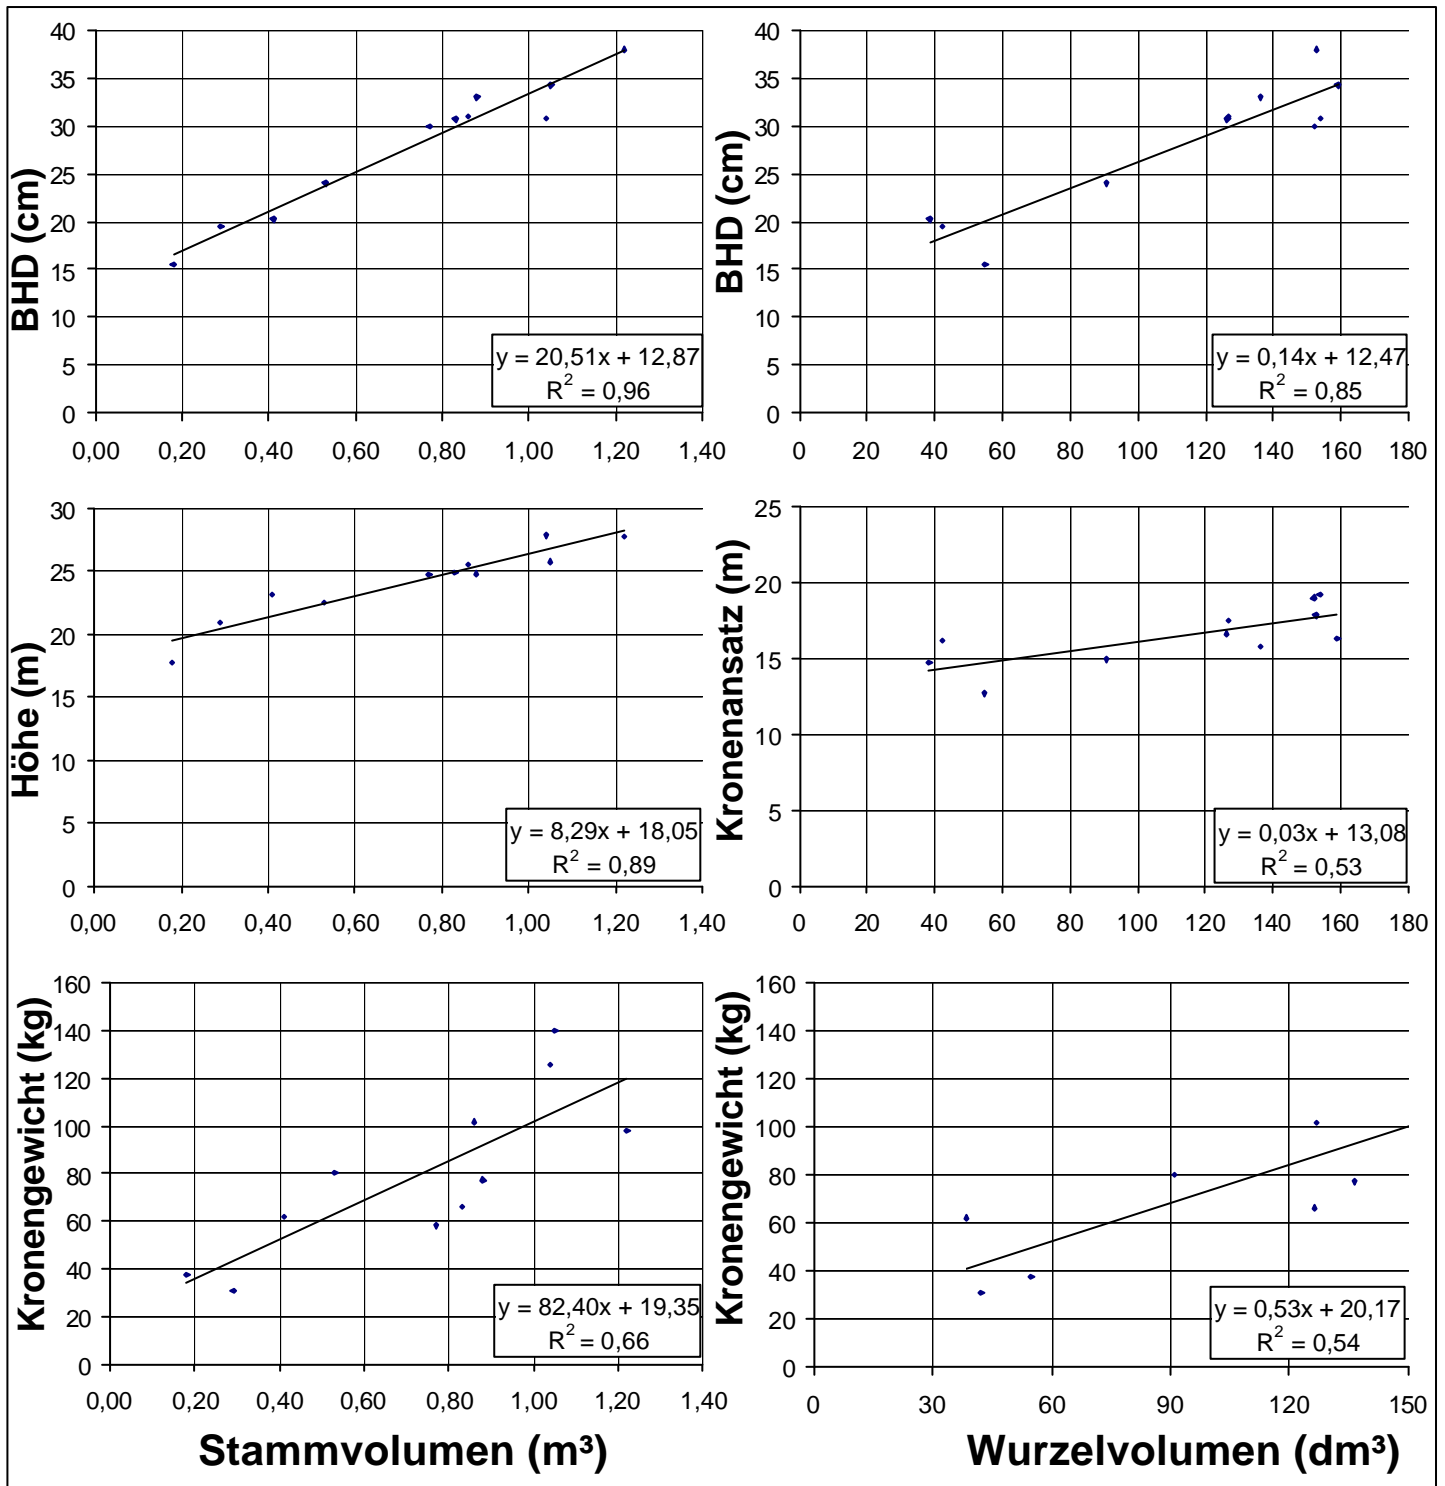 BHD (cm)
40
35
30
25
20
15
10
5
0
0,00 0,20 0,40 0,60 0,80 1,00 1,20 1,40
y = 20,51x + 12,87
R² = 0,96
BHD (cm)
40
35
30
25
20
15
10
5
0
0 20 40 60 80 100 120 140 160 180
y = 0,14x + 12,47
R² = 0,85
Höhe (m)
30
25
20
15
10
5
0
0,00 0,20 0,40 0,60 0,80 1,00 1,20 1,40
y = 8,29x + 18,05
R² = 0,89
Kronenansatz (m)
25
20
15
10
5
0
0 20 40 60 80 100 120 140 160 180
y = 0,03x + 13,08
R² = 0,53
Kronengewicht (kg)
160
140
120
100
80
60
40
20
0
0,00 0,20 0,40 0,60 0,80 1,00 1,20 1,40
y = 82,40x + 19,35
R² = 0,66
Stammvolumen (m³)
Kronengewicht (kg)
160
140
120
100
80
60
40
20
0
0 30 60 90 120 150
y = 0,53x + 20,17
R² = 0,54
Wurzelvolumen (dm³)